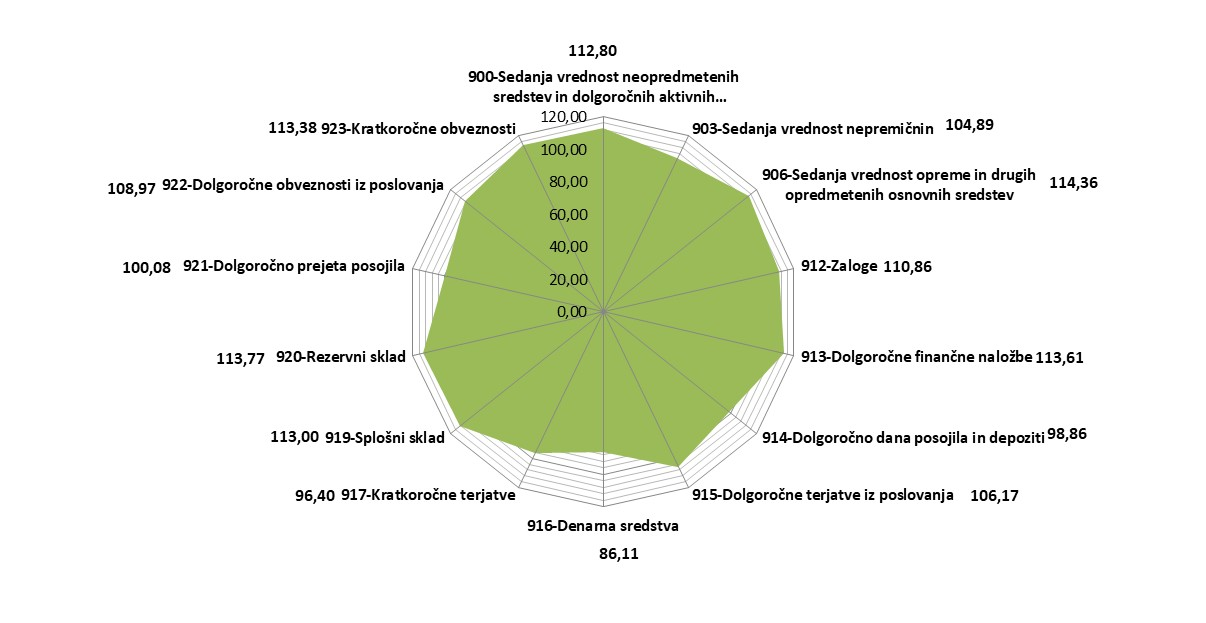 112,80
900-Sedanja vrednost neopredmetenih
sredstev in dolgoročnih aktivnih...
120,00
100,00
80,00
60,00
40,00
20,00
0,00
903-Sedanja vrednost nepremičnin 104,89
906-Sedanja vrednost opreme in drugih
opredmetenih osnovnih sredstev 114,36
912-Zaloge 110,86
913-Dolgoročne finančne naložbe 113,61
914-Dolgoročno dana posojila in depoziti 98,86
915-Dolgoročne terjatve iz poslovanja 106,17
916-Denarna sredstva
86,11
96,40 917-Kratkoročne terjatve
113,00 919-Splošni sklad
113,77 920-Rezervni sklad
100,08 921-Dolgoročno prejeta posojila
108,97 922-Dolgoročne obveznosti iz poslovanja
113,38 923-Kratkoročne obveznosti